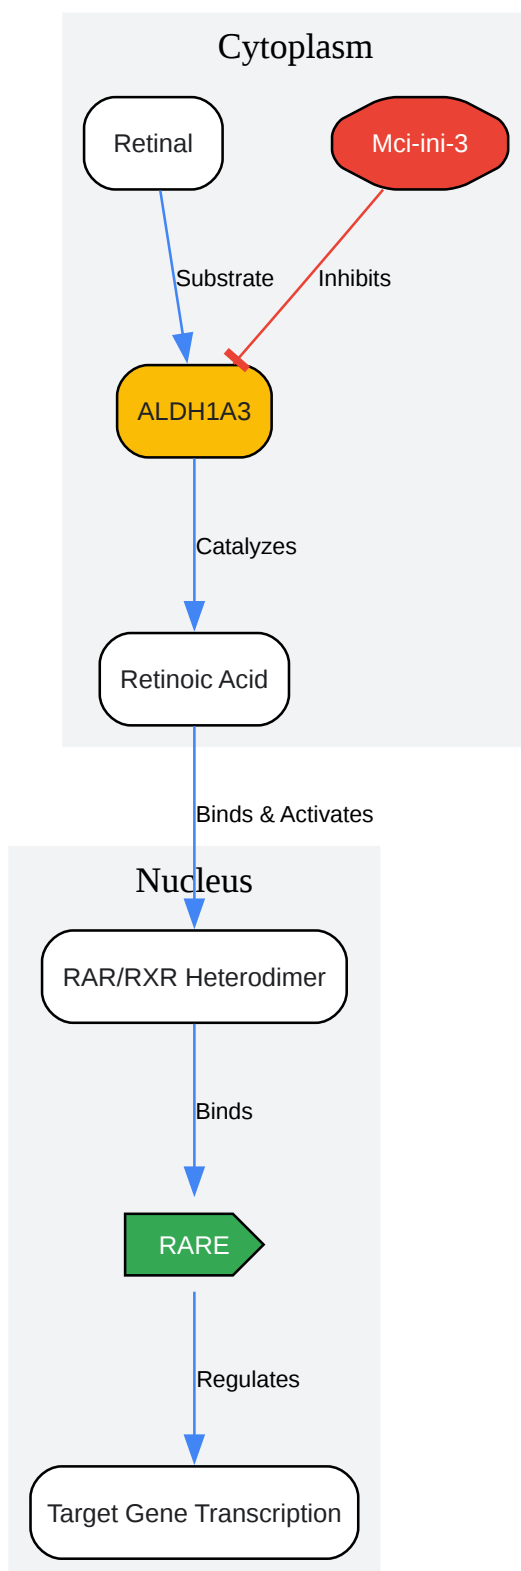 Cytoplasm
Retinal
Mci-ini-3
Substrate
Inhibits
ALDH1A3
Catalyzes
Retinoic Acid
Binds & Activates
Nucleus
RAR/RXR Heterodimer
Binds
RARE
Regulates
Target Gene Transcription